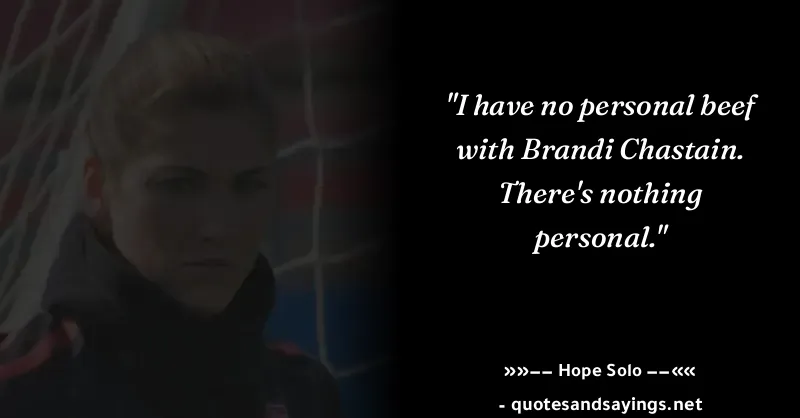 "I have no personal beef
with Brandi Chastain.
There's nothing
personal."
»»−− Hope Solo −−««
- quotesandsayings.net